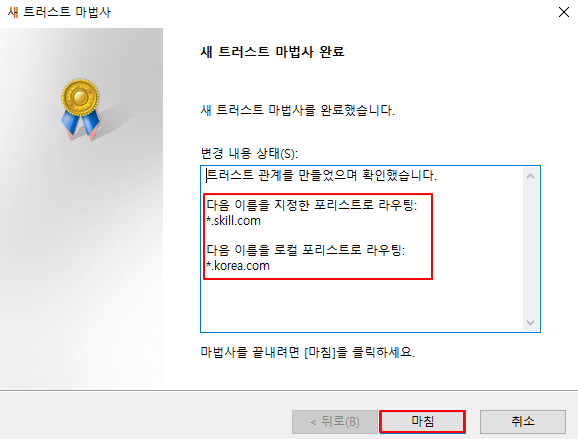 새 트러스트 마법사
새 트러스트 마법사 완료
새 트러스트 마법사를 완료했습니다.
변경 내용 상태(S):
트러스트 관계를 만들었으며 확인했습니다.
다음 이름을 지정한 포리스트로 라우팅:
*.skill.com
다음 이름을 로컬 포리스트로 라우팅:
*.korea.com
마법사를 끝내려면 [마침]을 클릭하세요.
< 뒤로(B)
마침
취소